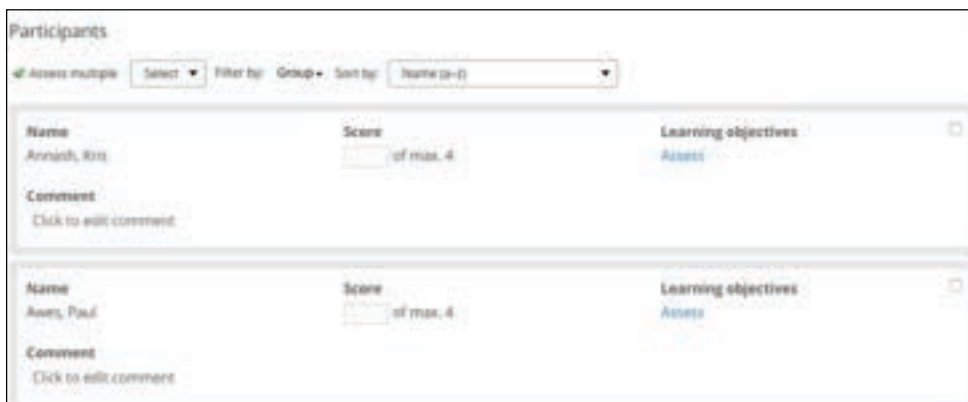 Participants
Assess multiple Select Filter by: Group Sort by: Name (a-z)
Name Score Learning objectives
Annash, Kris of max. 4 Assess
Comment
Click to edit comment
Name Score Learning objectives
Awes, Paul of max. 4 Assess
Comment
Click to edit comment